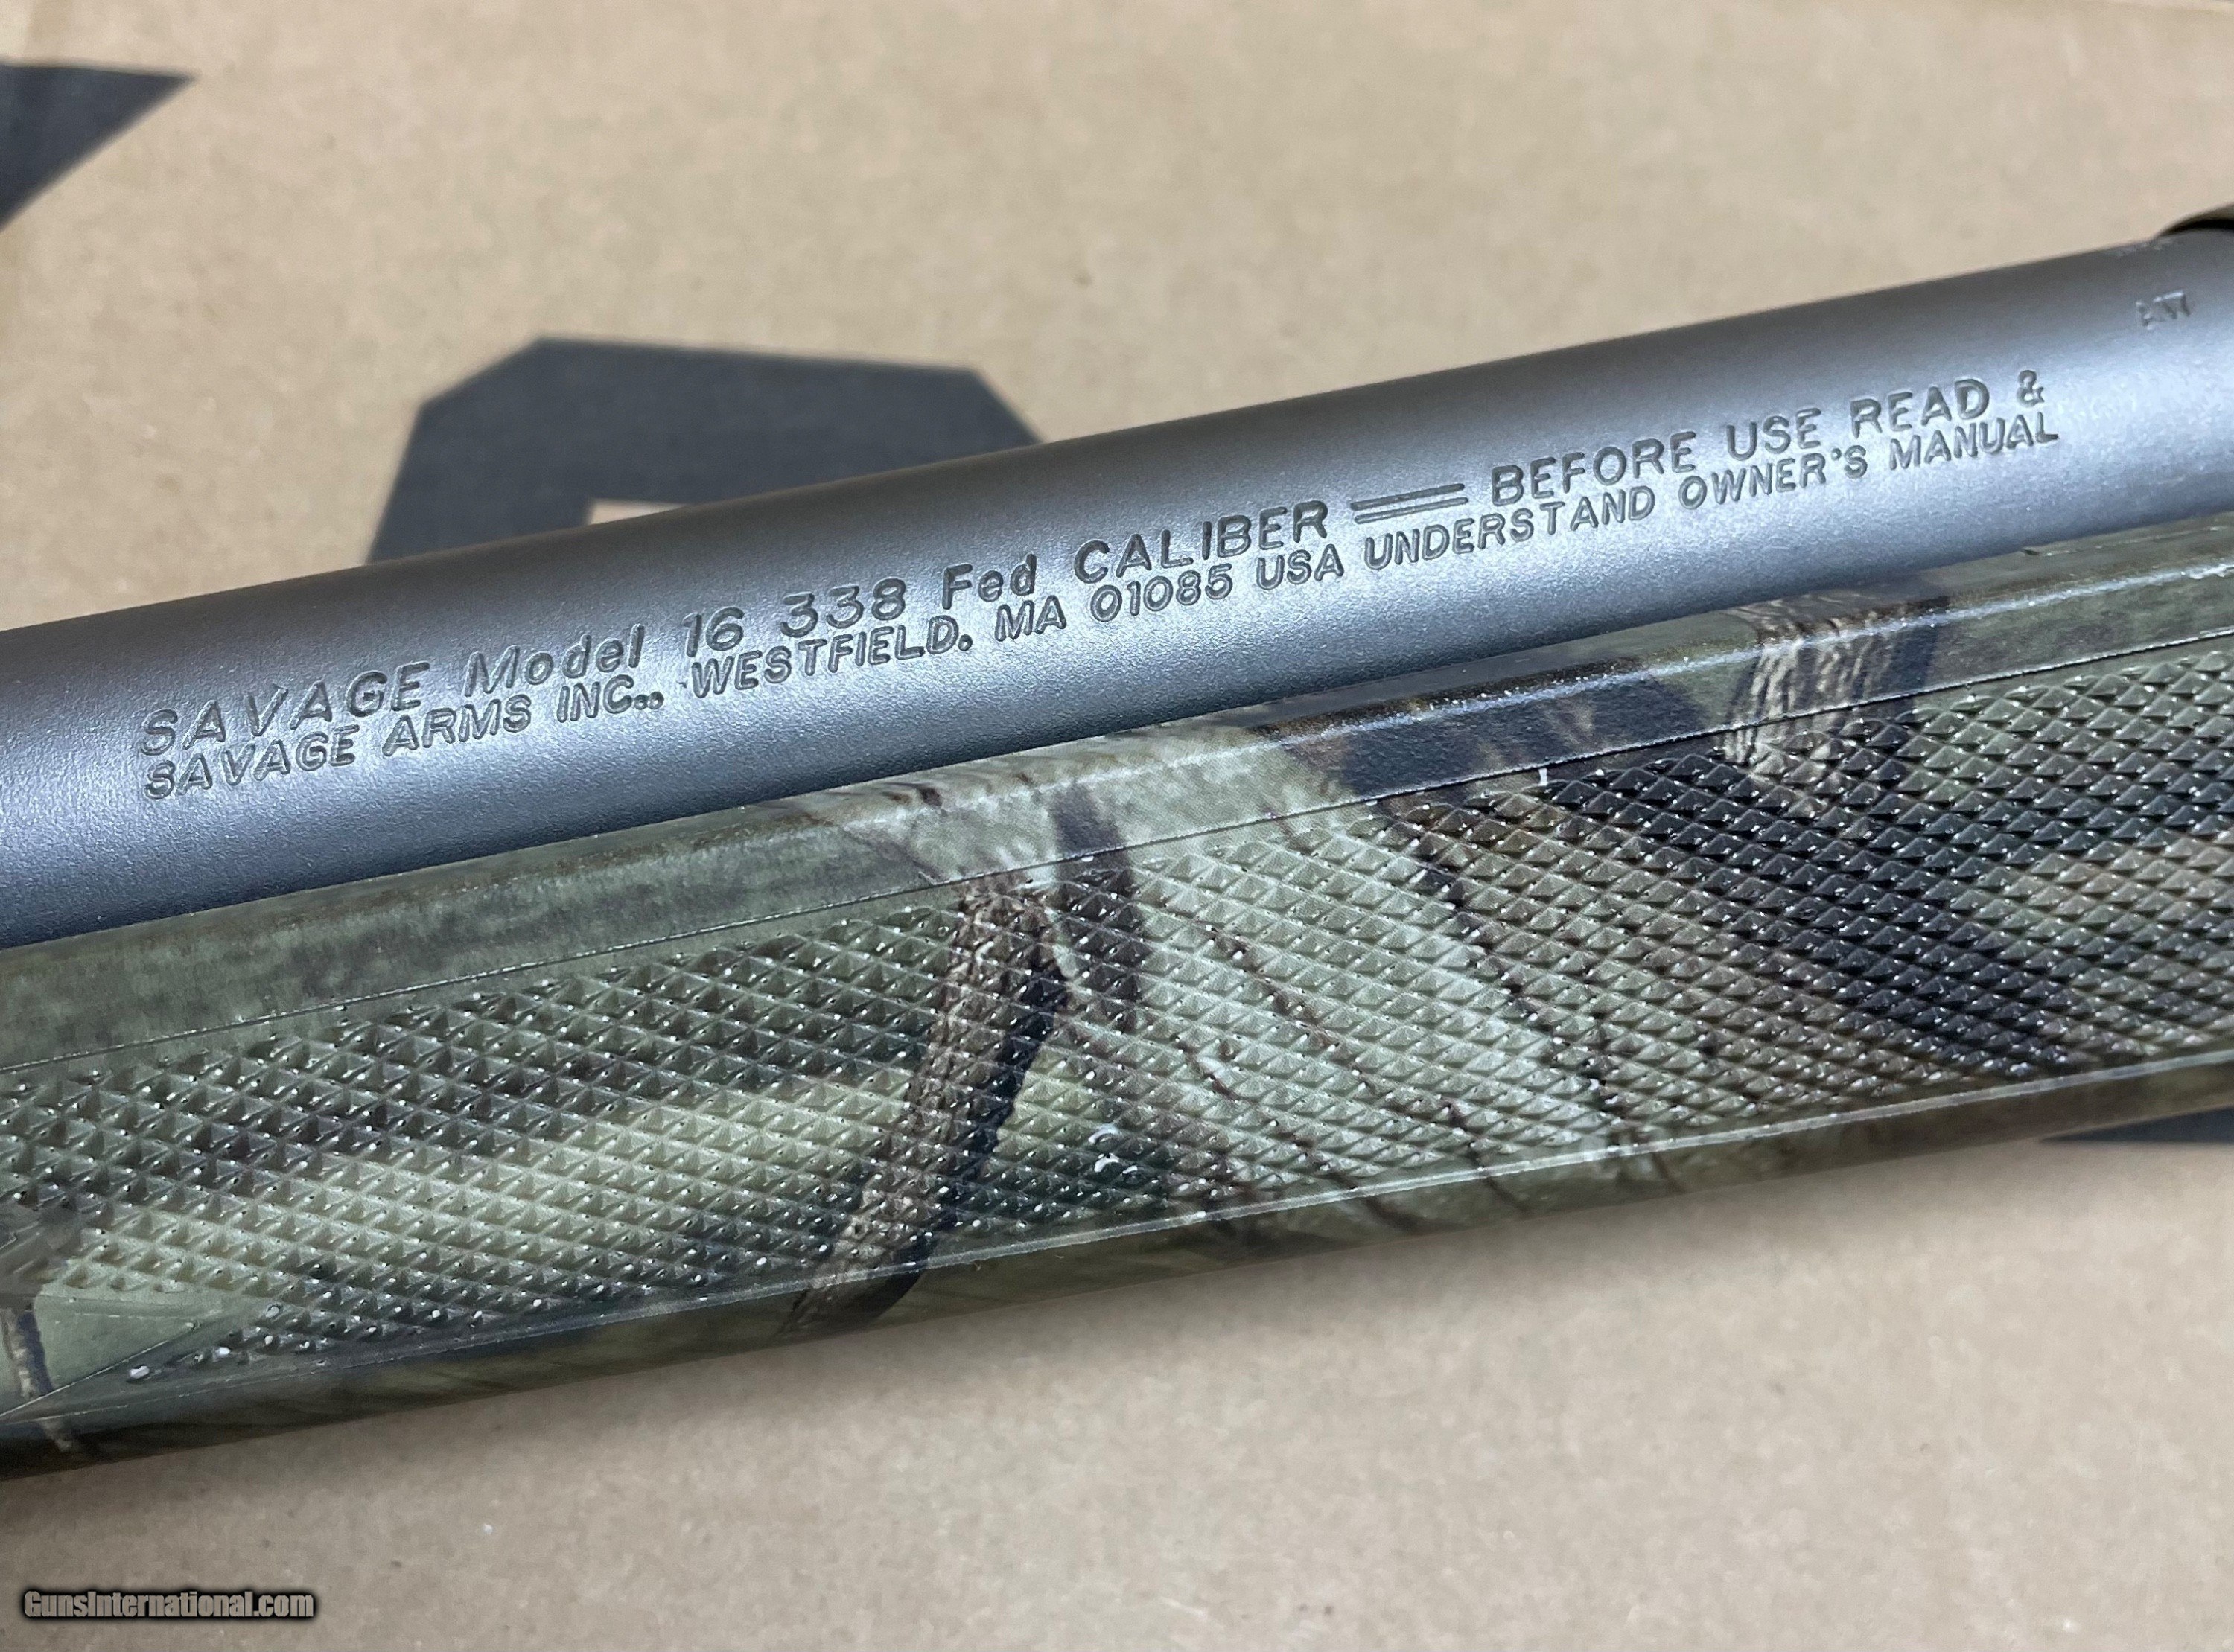 SAVAGE Model 16 338 Fed CALIBER ═══ BEFORE USE READ &
SAVAGE ARMS INC., WESTFIELD, MA 01085 USA UNDERSTAND OWNER'S MANUAL
GunsInternational.com